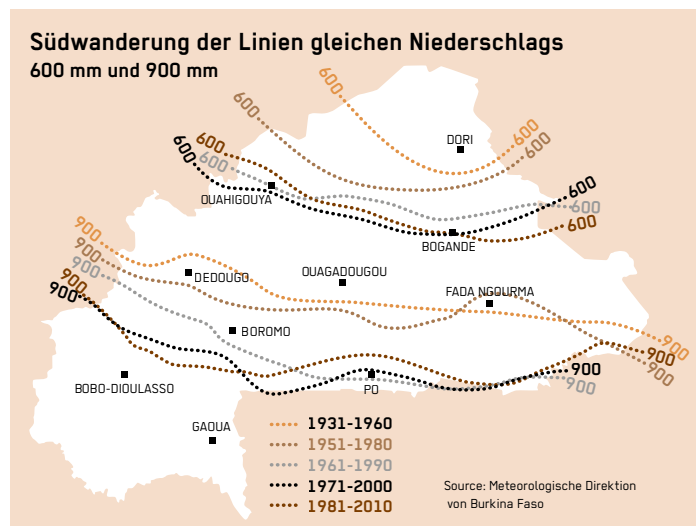 Südwanderung der Linien gleichen Niederschlags
600 mm und 900 mm
600
600
600
600
600
600
600
600
600
600
DORI
OUAHIGOUYA
BOGANDE
900
900
900
900
900
DEDOUGO
OUAGADOUGOU
FADA NGOURMA
BOROMO
900
900
900
900
900
BOBO-DIOULASSO
PO
GAOUA
1931-1960
1951-1980
1961-1990
1971-2000
1981-2010
Source: Meteorologische Direktion
von Burkina Faso